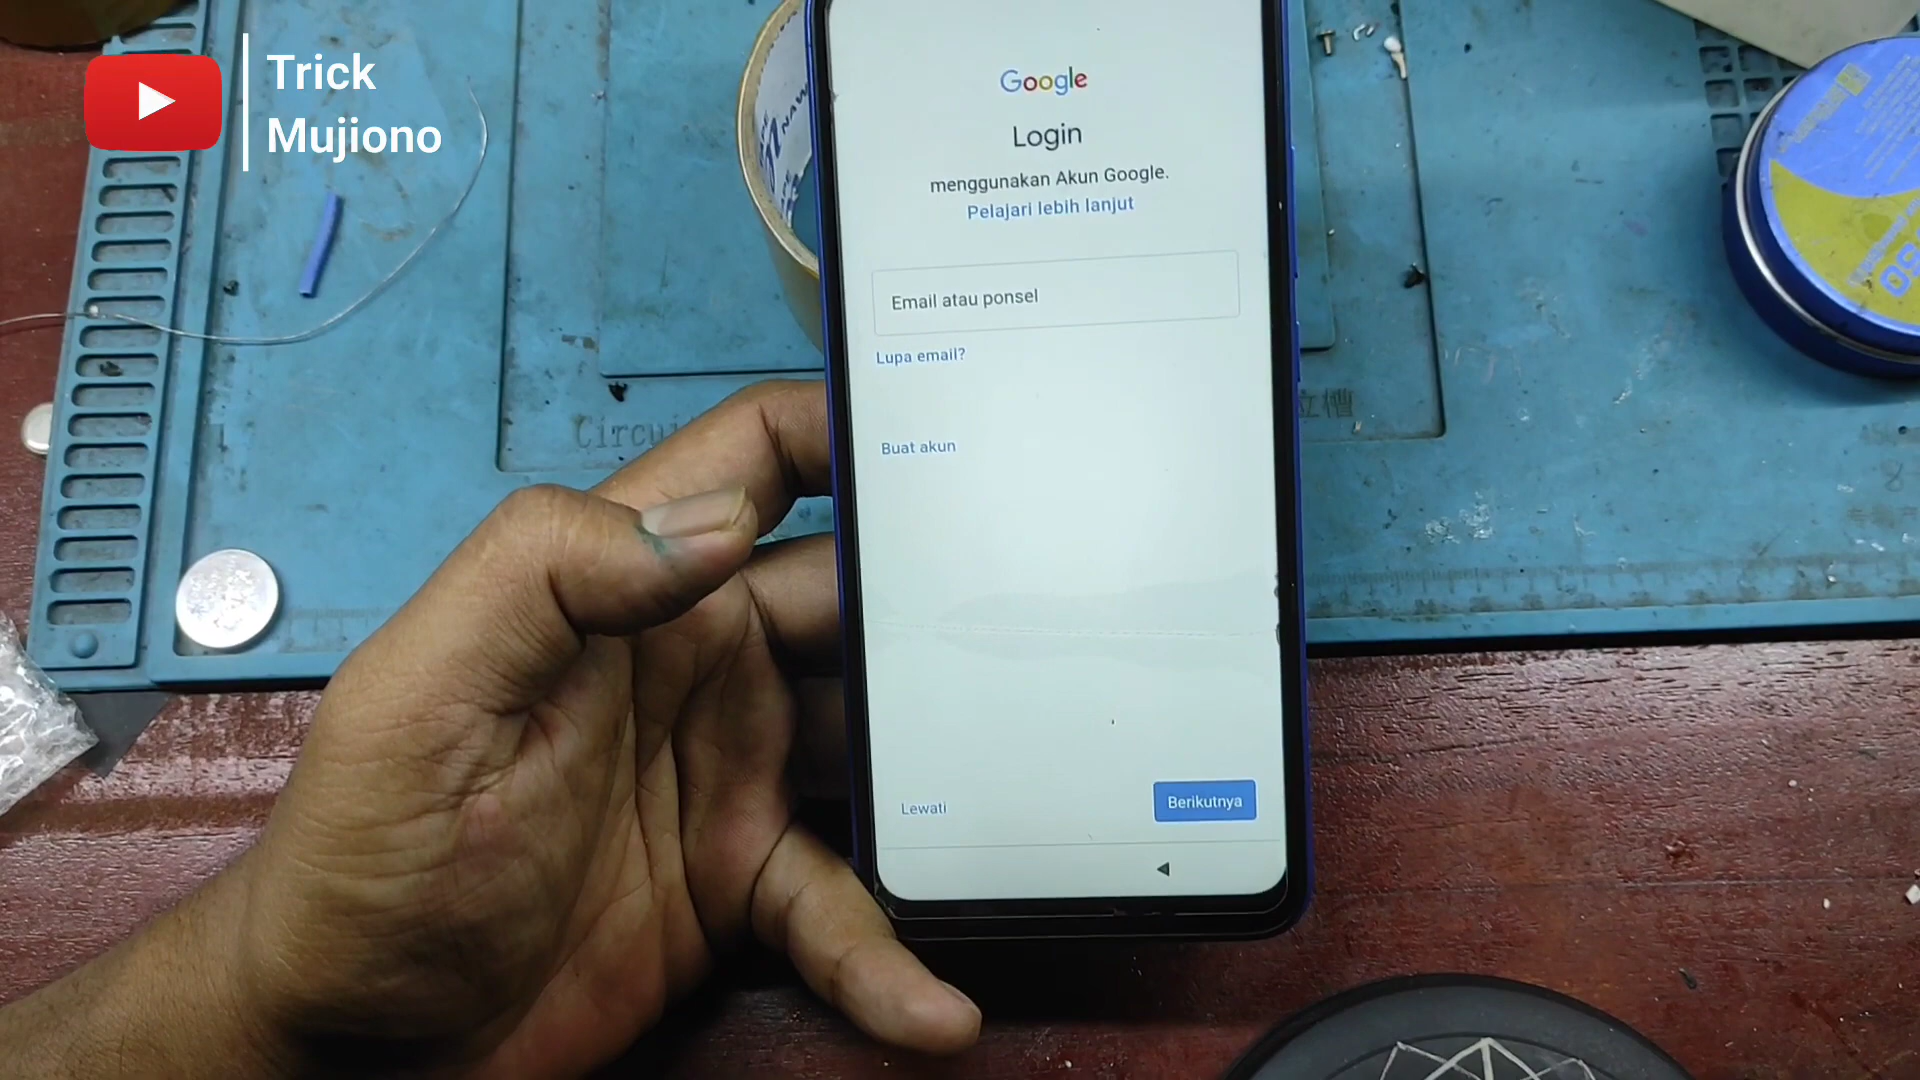 Trick
Mujiono
Google
Login
menggunakan Akun Google.
Pelajari lebih lanjut
Email atau ponsel
Lupa email?
Buat akun
Lewati
Berikutnya